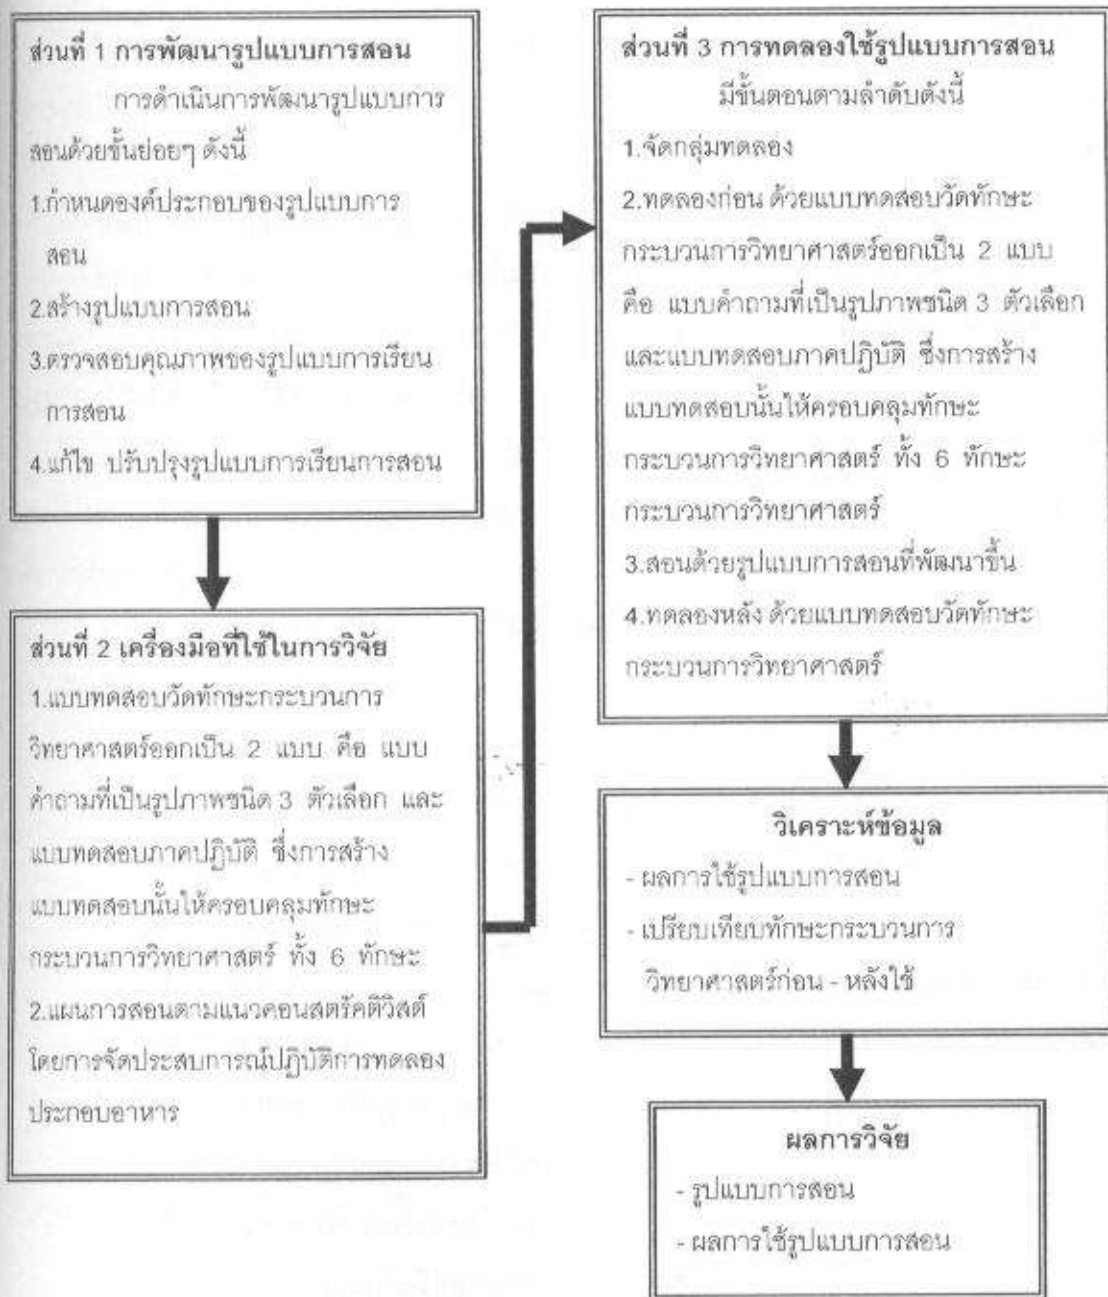 ส่วนที่ 1 การพัฒนารูปแบบการสอน
การดำเนินการพัฒนารูปแบบการ
สอนด้วยขั้นย่อยๆ ดังนี้
1.กำหนดองค์ประกอบของรูปแบบการ
สอน
2.สร้างรูปแบบการสอน
3.ตรวจสอบคุณภาพของรูปแบบการเรียน
การสอน
4.แก้ไข ปรับปรุงรูปแบบการเรียนการสอน
ส่วนที่ 2 เครื่องมือที่ใช้ในการวิจัย
1.แบบทดสอบวัดทักษะกระบวนการ
วิทยาศาสตร์ออกเป็น 2 แบบ คือ แบบ
คำถามที่เป็นรูปภาพชนิด 3 ตัวเลือก และ
แบบทดสอบภาคปฏิบัติ ซึ่งการสร้าง
แบบทดสอบนั้นให้ครอบคลุมทักษะ
กระบวนการวิทยาศาสตร์ ทั้ง 6 ทักษะ
2.แผนการสอนตามแนวคอนสตรัคติวิสต์
โดยการจัดประสบการณ์ปฏิบัติการทดลอง
ประกอบอาหาร
ส่วนที่ 3 การทดลองใช้รูปแบบการสอน
มีขั้นตอนตามลำดับดังนี้
1.จัดกลุ่มทดลอง
2.ทดลองก่อน ด้วยแบบทดสอบวัดทักษะ
กระบวนการวิทยาศาสตร์ออกเป็น 2 แบบ
คือ แบบคำถามที่เป็นรูปภาพชนิด 3 ตัวเลือก
และแบบทดสอบภาคปฏิบัติ ซึ่งการสร้าง
แบบทดสอบนั้นให้ครอบคลุมทักษะ
กระบวนการวิทยาศาสตร์ ทั้ง 6 ทักษะ
กระบวนการวิทยาศาสตร์
3.สอนด้วยรูปแบบการสอนที่พัฒนาขึ้น
4.ทดลองหลัง ด้วยแบบทดสอบวัดทักษะ
กระบวนการวิทยาศาสตร์
วิเคราะห์ข้อมูล
- ผลการใช้รูปแบบการสอน
- เปรียบเทียบทักษะกระบวนการ
วิทยาศาสตร์ก่อน - หลังใช้
ผลการวิจัย
- รูปแบบการสอน
- ผลการใช้รูปแบบการสอน